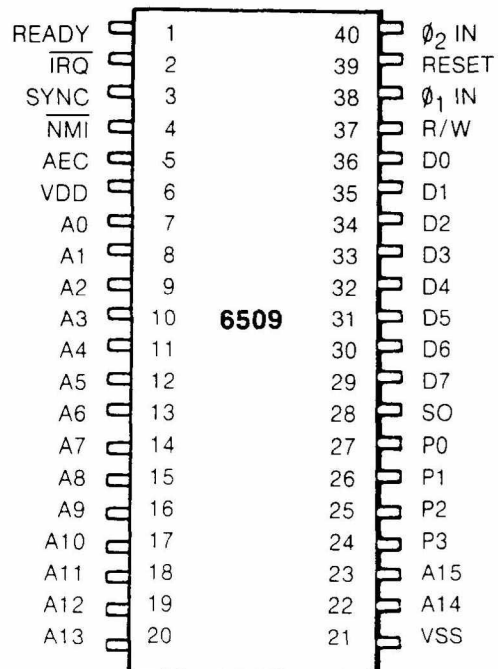 READY 1 40 ϕ2 IN
IRQ 2 39 RESET
SYNC 3 38 ϕ1 IN
NMI 4 37 R/W
AEC 5 36 D0
VDD 6 35 D1
A0 7 34 D2
A1 8 33 D3
A2 9 32 D4
A3 10 6509 31 D5
A4 11 30 D6
A5 12 29 D7
A6 13 28 SO
A7 14 27 P0
A8 15 26 P1
A9 16 25 P2
A10 17 24 P3
A11 18 23 A15
A12 19 22 A14
A13 20 21 VSS